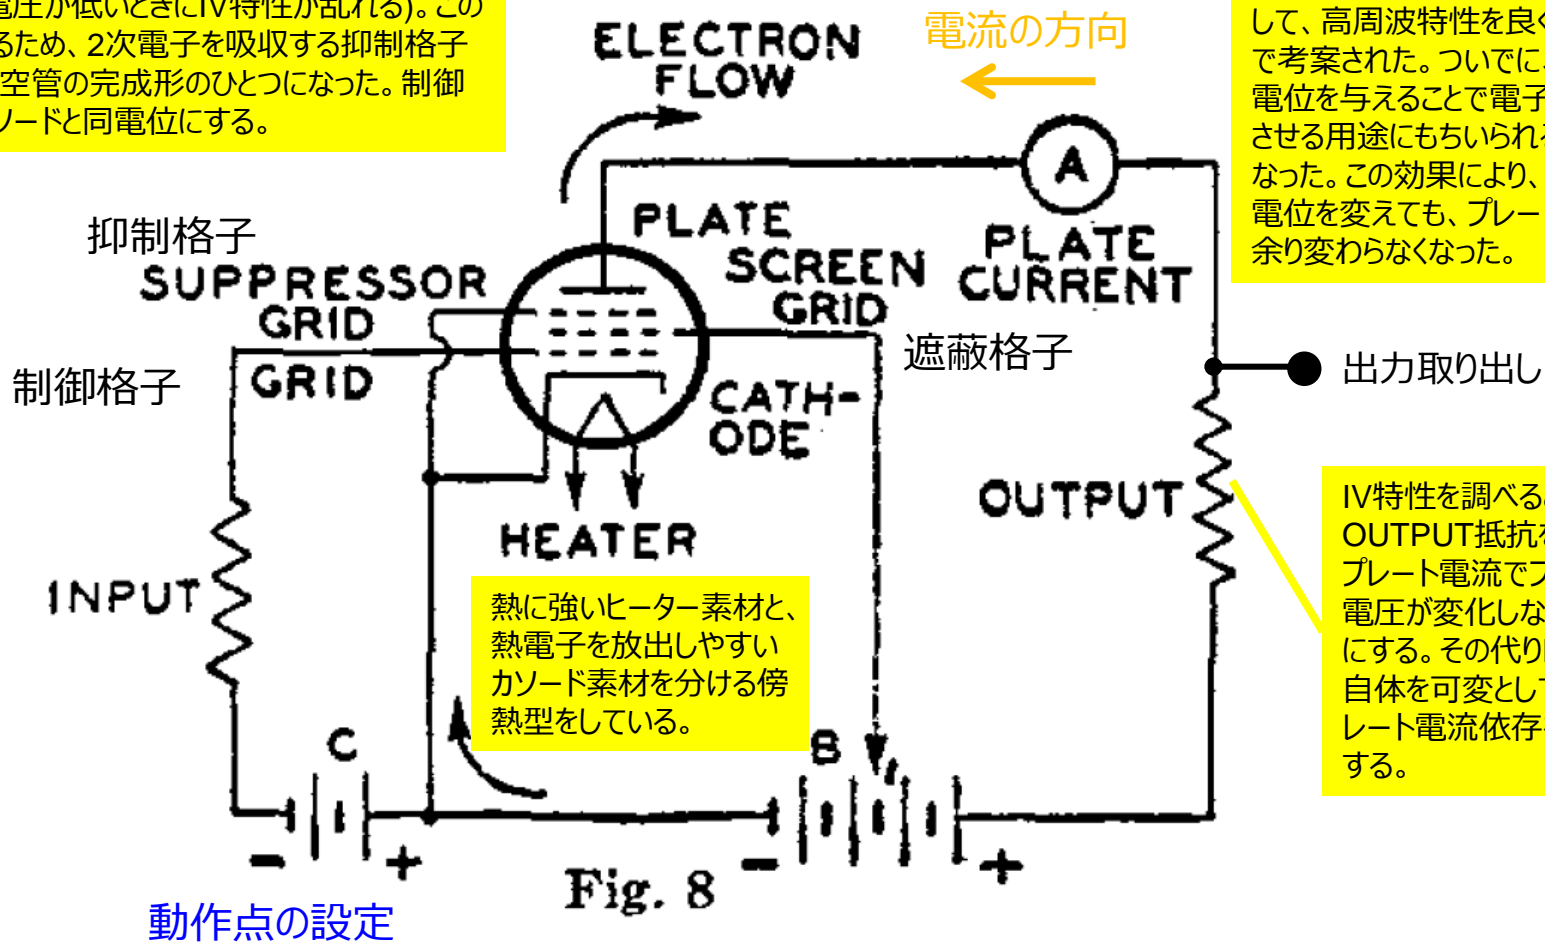 電圧が低いときにIV特性が乱れる)。この
るため、2次電子を吸収する抑制格子
空管の完成形のひとつになった。制御
ソードと同電位にする。
ELECTRON
FLOW
電流の方向
して、高周波特性を良く
で考案された。ついでに
電位を与えることで電子
させる用途にもちいられ
なった。この効果により、
電位を変えても、プレー
余り変わらなくなった。
A
PLATE
CURRENT
抑制格子
SUPPRESSOR
GRID
制御格子
GRID
PLATE
SCREEN
GRID
遮蔽格子
CATH-
ODE
HEATER
出力取り出し
OUTPUT
INPUT
熱に強いヒーター素材と、
熱電子を放出しやすい
カソード素材を分ける傍
熱型をしている。
IV特性を調べる
OUTPUT抵抗を
プレート電流でプ
電圧が変化しな
にする。その代り
自体を可変として
レート電流依存
する。
C
B
- +
- +
Fig. 8
動作点の設定